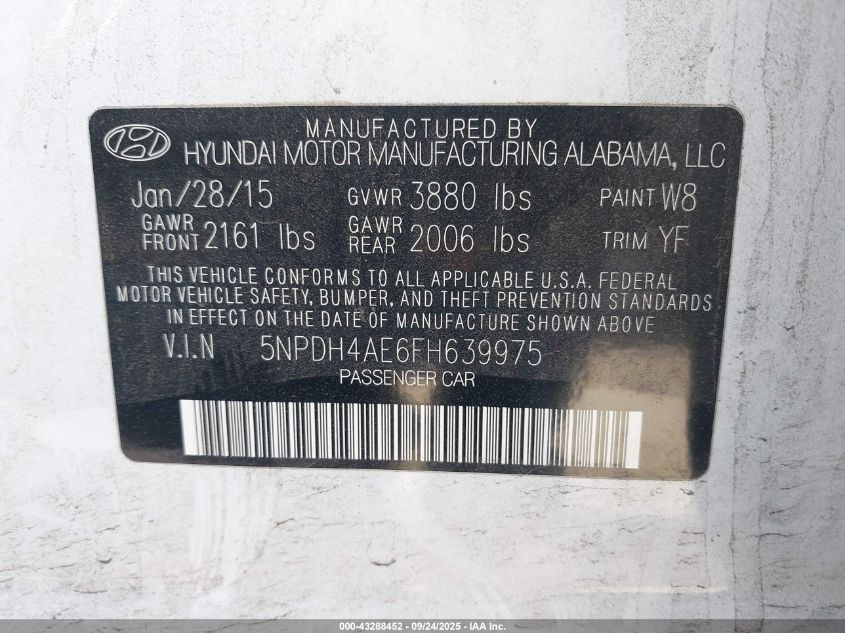 MANUFACTURED BY
HYUNDAI MOTOR MANUFACTURING ALABAMA, LLC
Jan/28/15 GVWR 3880 lbs PAINT W8
GAWR FRONT 2161 lbs GAWR REAR 2006 lbs TRIM YF
THIS VEHICLE CONFORMS TO ALL APPLICABLE U.S.A. FEDERAL
MOTOR VEHICLE SAFETY, BUMPER, AND THEFT PREVENTION STANDARDS
IN EFFECT ON THE DATE OF MANUFACTURE SHOWN ABOVE
V.I.N 5NPDH4AE6FH639975
PASSENGER CAR
000-43288452 - 09/24/2025 - IAA Inc.